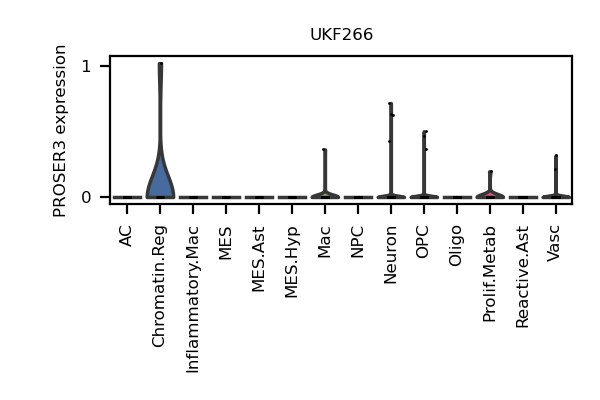 UKF266
PROSER3 expression
1
0
AC
Chromatin.Reg
Inflammatory.Mac
MES
MES.Ast
MES.Hyp
Mac
NPC
Neuron
OPC
Oligo
Prolif.Metab
Reactive.Ast
Vasc